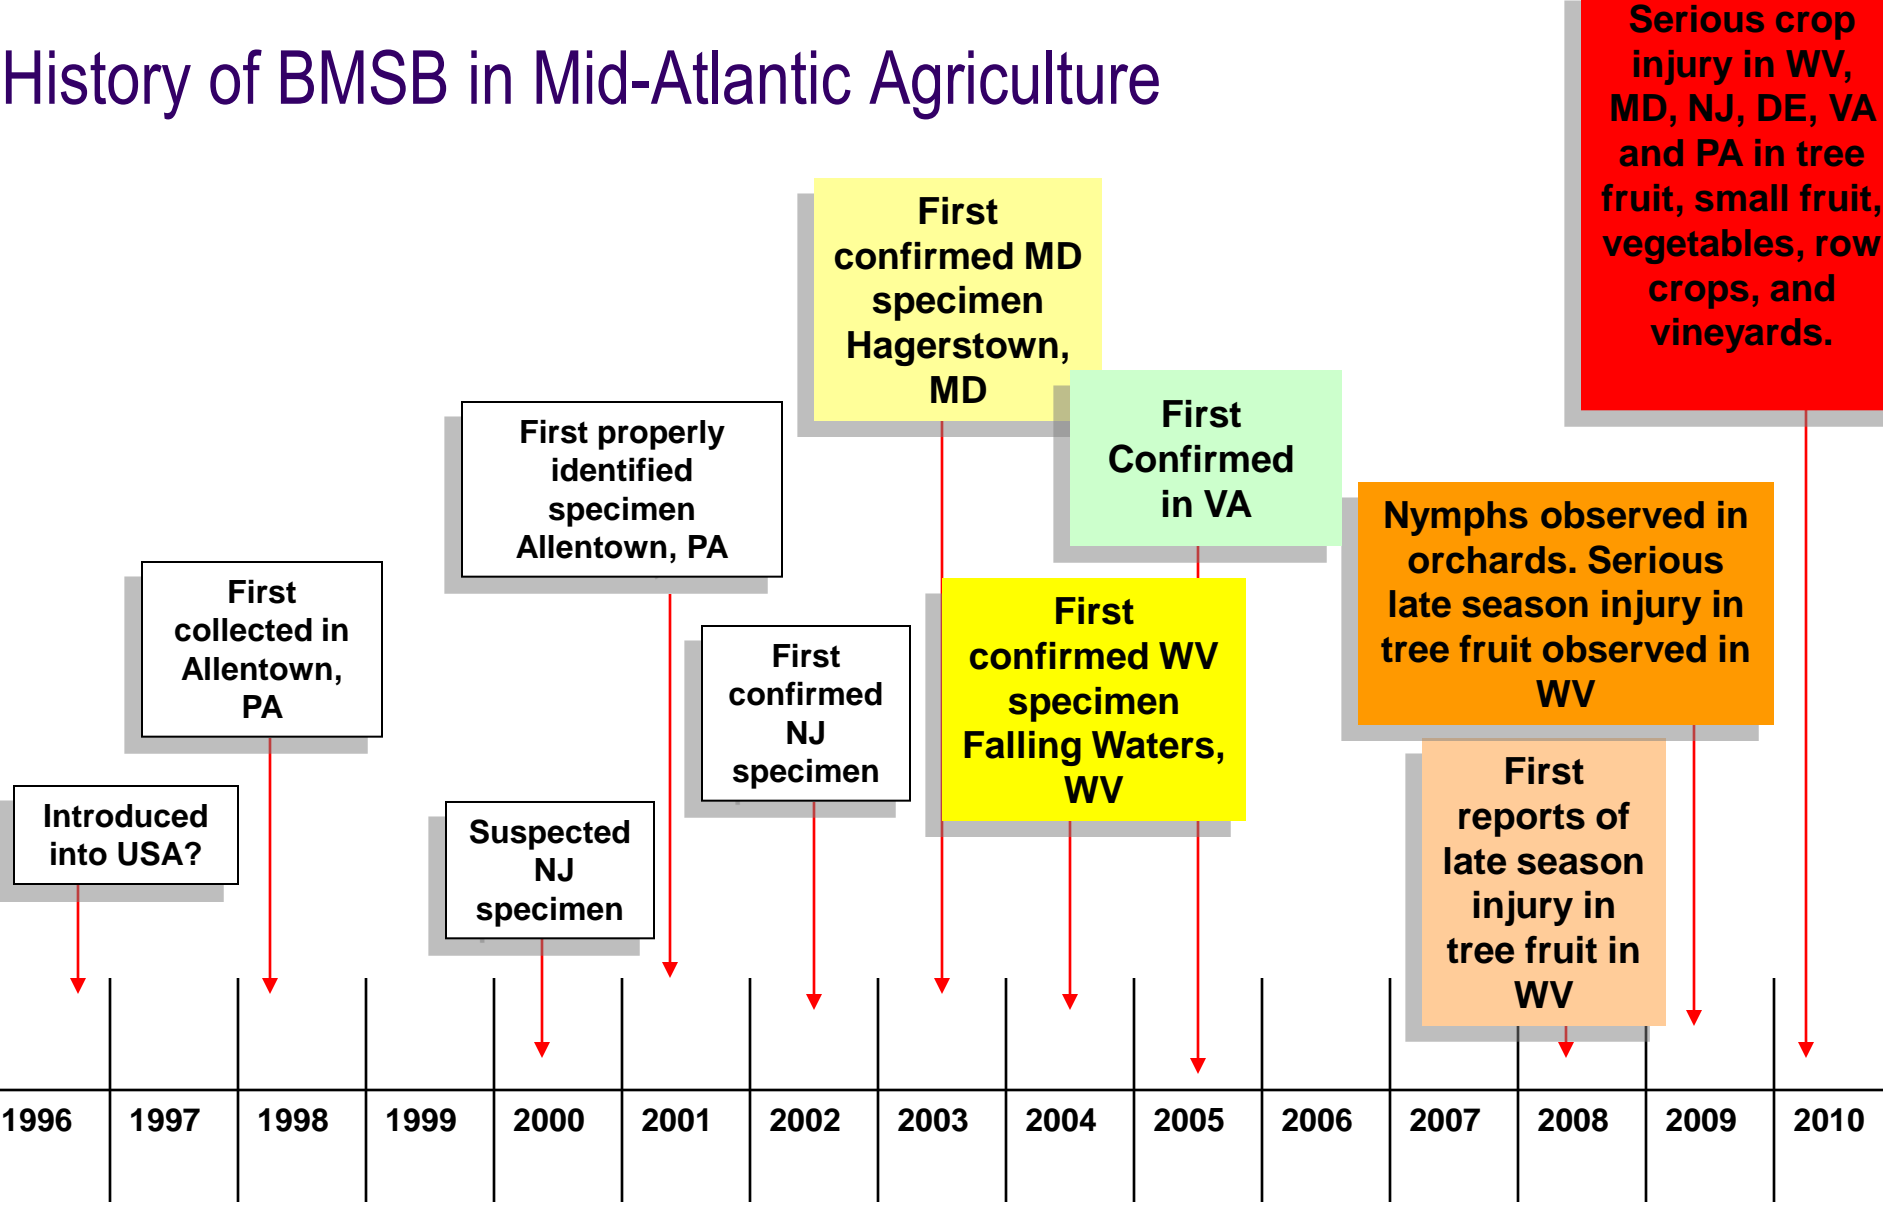 History of BMSB in Mid-Atlantic Agriculture
Serious crop
injury in WV,
MD, NJ, DE, VA
and PA in tree
fruit, small fruit,
vegetables, row
crops, and
vineyards.
First
confirmed MD
specimen
Hagerstown,
MD
First
Confirmed
in VA
First properly
identified
specimen
Allentown, PA
Nymphs observed in
orchards. Serious
late season injury in
tree fruit observed in
WV
First
collected in
Allentown,
PA
First
confirmed
NJ
specimen
First
confirmed WV
specimen
Falling Waters,
WV
First
reports of
late season
injury in
tree fruit in
WV
Introduced
into USA?
Suspected
NJ
specimen
1996 1997 1998 1999 2000 2001 2002 2003 2004 2005 2006 2007 2008 2009 2010